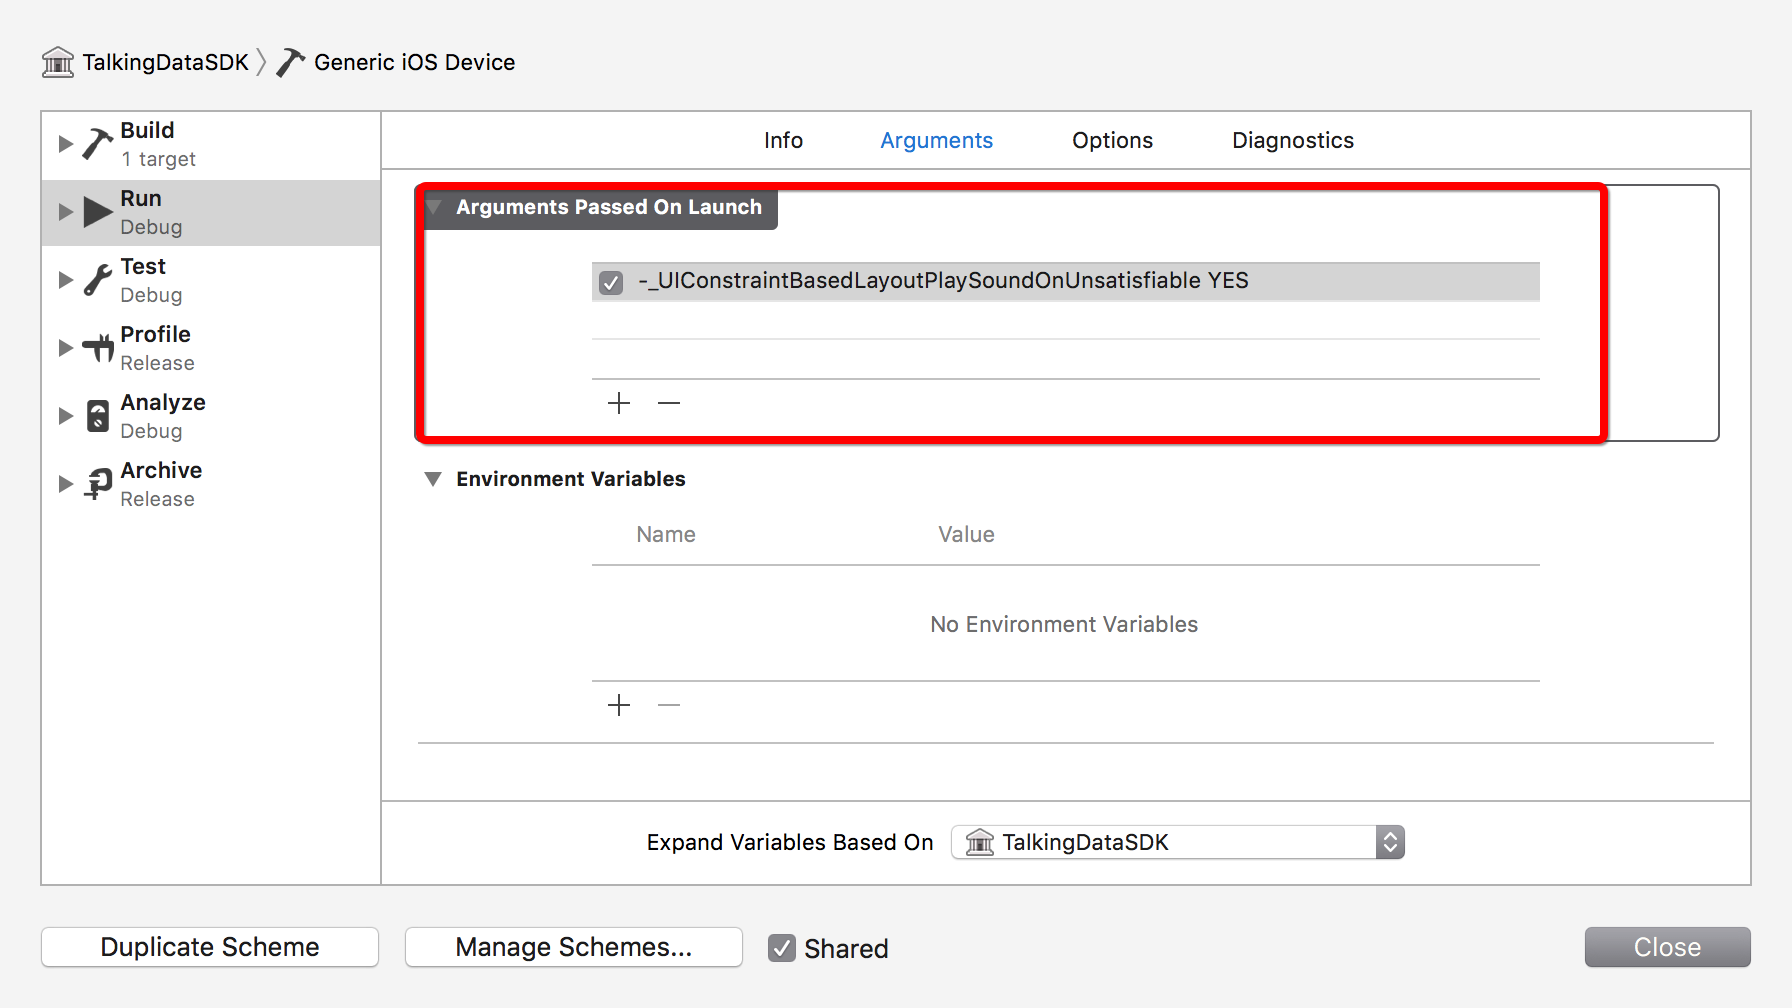 TalkingDataSDK Generic iOS Device
Build
1 target
Run
Debug
Test
Debug
Profile
Release
Analyze
Debug
Archive
Release
Info Arguments Options Diagnostics
Arguments Passed On Launch
-_UIConstraintBasedLayoutPlaySoundOnUnsatisfiable YES
Environment Variables
Name Value
No Environment Variables
Expand Variables Based On TalkingDataSDK
Duplicate Scheme Manage Schemes... Shared Close